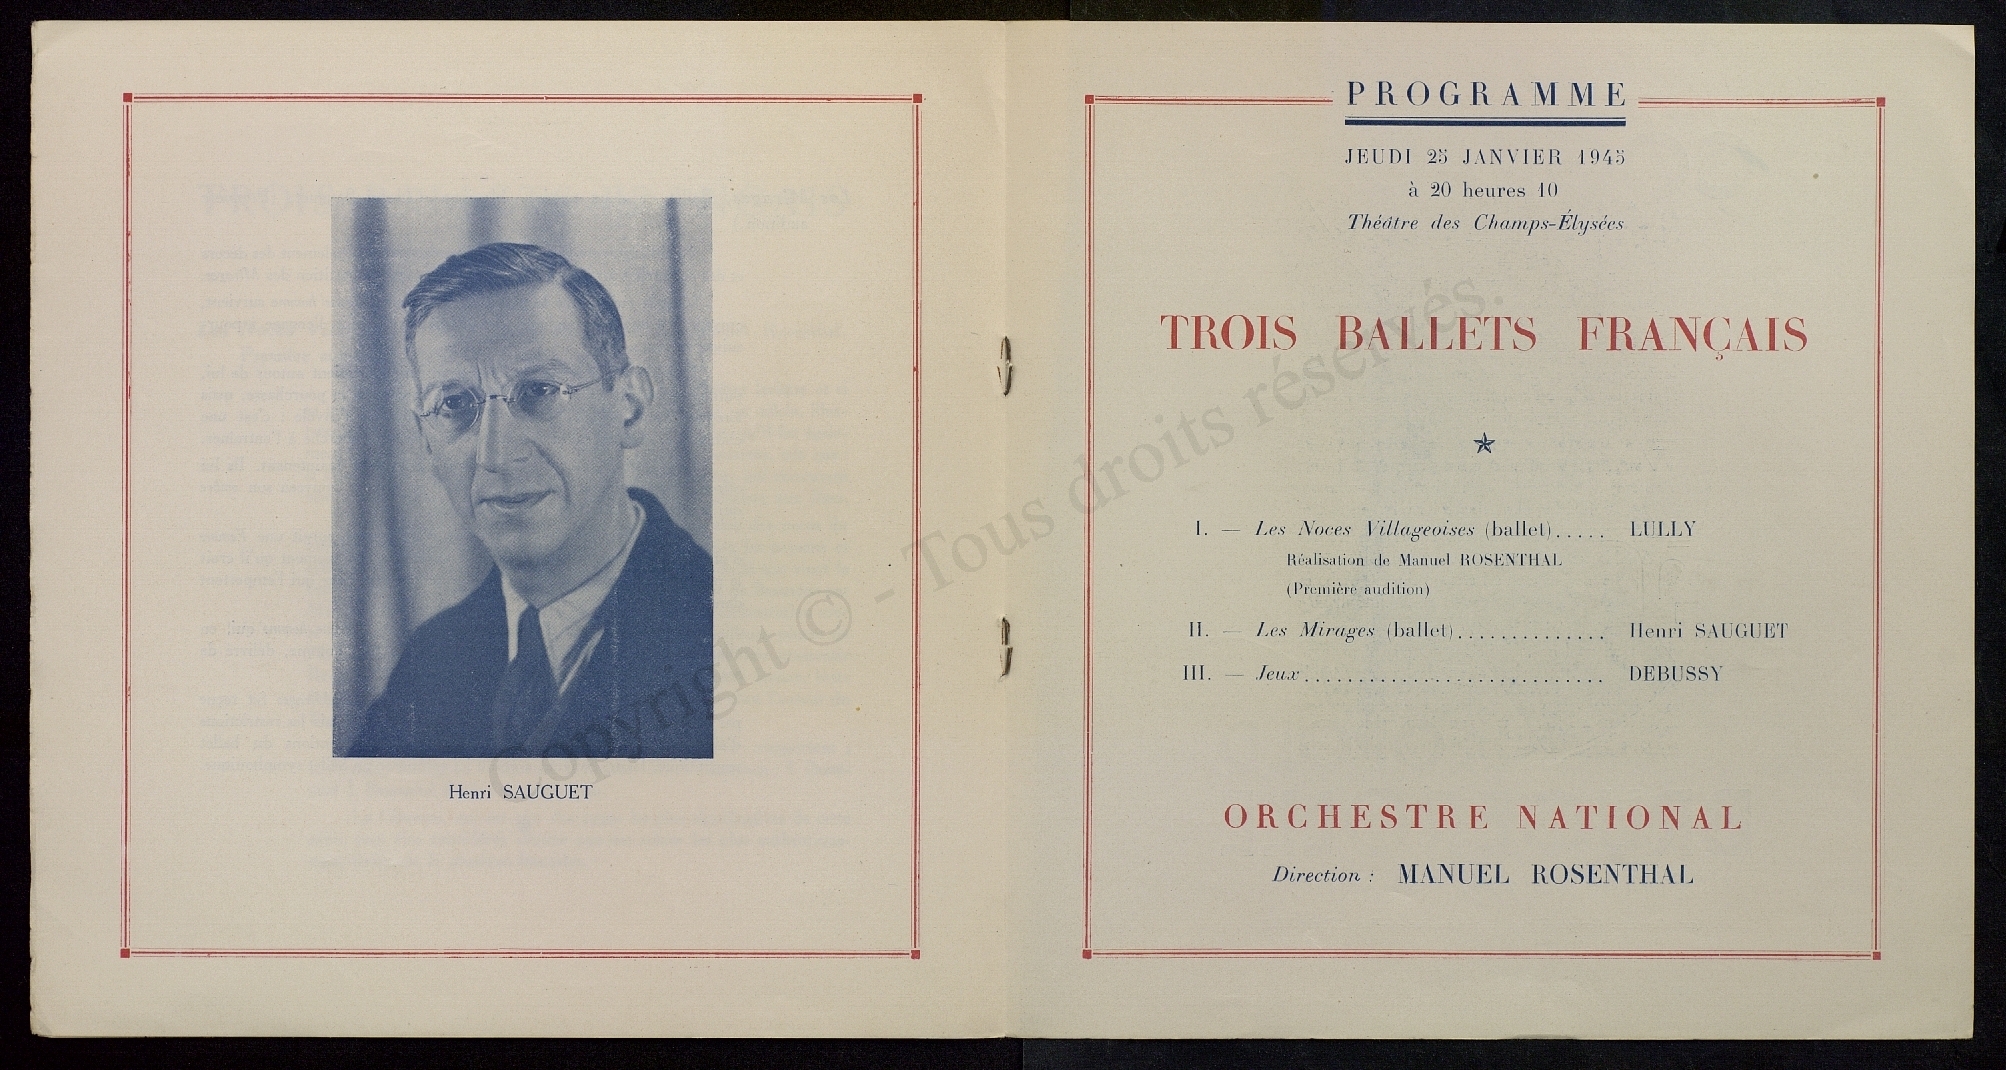 Henri SAUGUET
PROGRAMME
JEUDI 25 JANVIER 1945
à 20 heures 10
Théâtre des Champs-Élysées
TROIS BALLETS FRANÇAIS
I. — Les Noces Villageoises (ballet)..... LULLY
Réalisation de Manuel ROSENTHAL
(Première audition)
II. — Les Mirages (ballet).............. Henri SAUGUET
III. — Jeux............................ DEBUSSY
ORCHESTRE NATIONAL
Direction : MANUEL ROSENTHAL
Copyright © - Tous droits réservés.